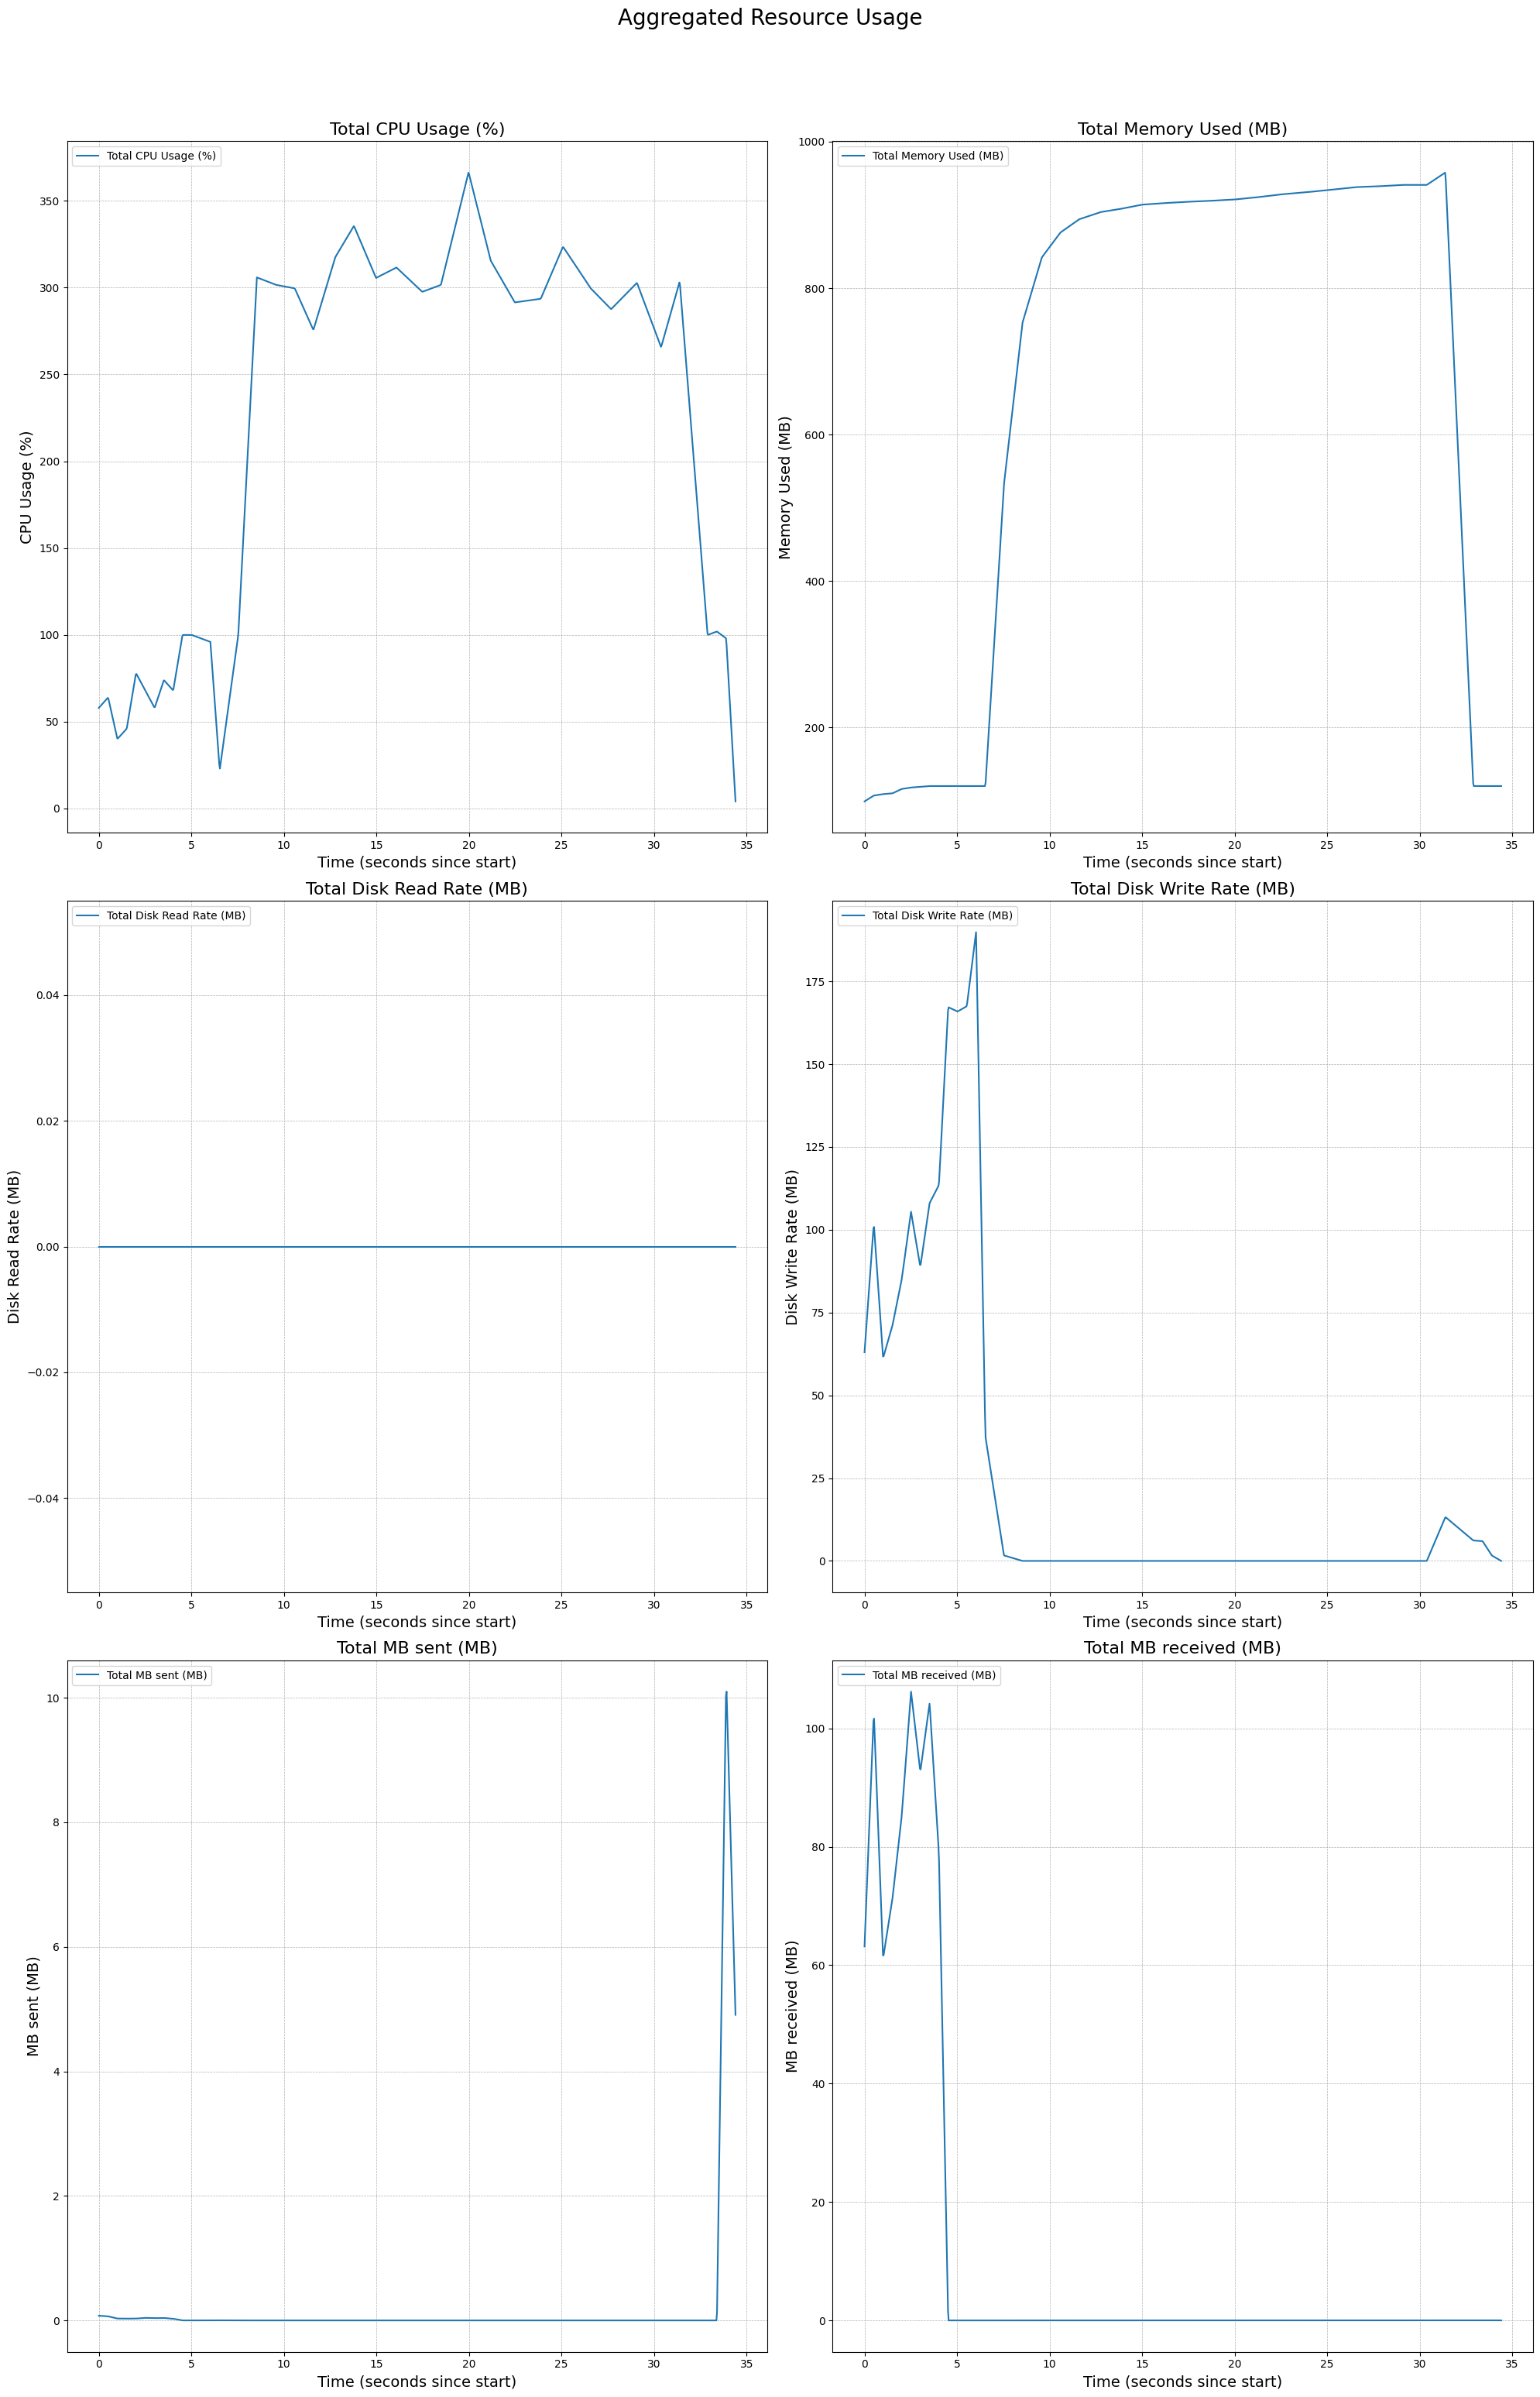 Aggregated Resource Usage
Total CPU Usage (%)
Total CPU Usage (%)
CPU Usage (%)
350
300
250
200
150
100
50
0
0 5 10 15 20 25 30 35
Time (seconds since start)
Total Memory Used (MB)
Total Memory Used (MB)
Memory Used (MB)
1000
800
600
400
200
0 5 10 15 20 25 30 35
Time (seconds since start)
Total Disk Read Rate (MB)
Total Disk Read Rate (MB)
Disk Read Rate (MB)
0.04
0.02
0.00
−0.02
−0.04
0 5 10 15 20 25 30 35
Time (seconds since start)
Total Disk Write Rate (MB)
Total Disk Write Rate (MB)
Disk Write Rate (MB)
175
150
125
100
75
50
25
0
0 5 10 15 20 25 30 35
Time (seconds since start)
Total MB sent (MB)
Total MB sent (MB)
MB sent (MB)
10
8
6
4
2
0
0 5 10 15 20 25 30 35
Time (seconds since start)
Total MB received (MB)
Total MB received (MB)
MB received (MB)
100
80
60
40
20
0
0 5 10 15 20 25 30 35
Time (seconds since start)